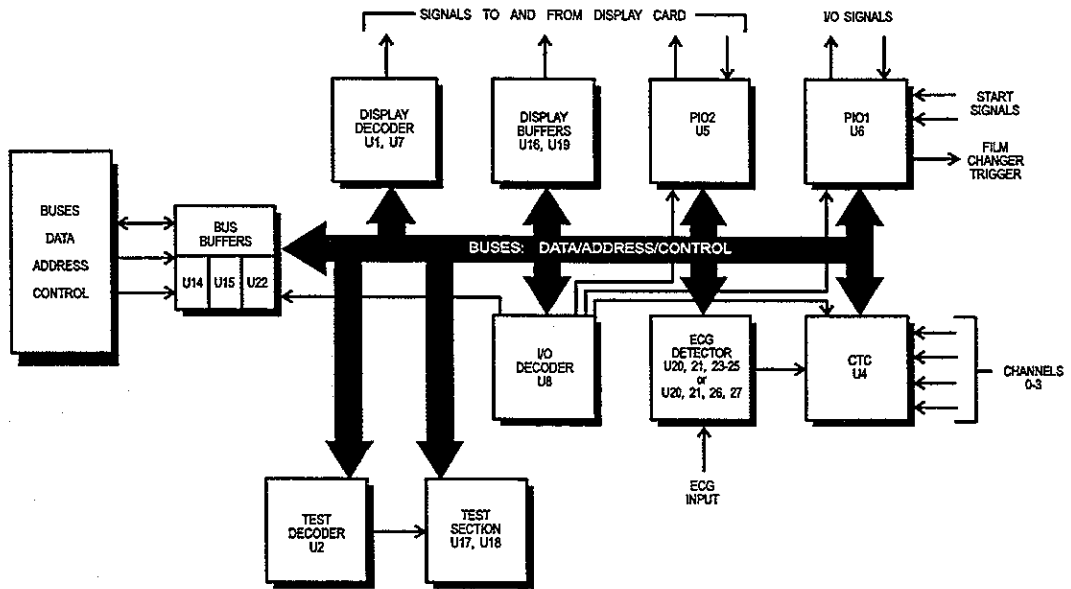 SIGNALS TO AND FROM DISPLAY CARD
I/O SIGNALS
DISPLAY
DECODER
U1, U7
DISPLAY
BUFFERS
U16, U19
PIO2
U5
PIO1
U6
START
SIGNALS
FILM
CHANGER
TRIGGER
BUSES
DATA
ADDRESS
CONTROL
BUS
BUFFERS
U14
U15
U22
BUSES: DATA/ADDRESS/CONTROL
I/O
DECODER
U8
ECG
DETECTOR
U20, 21, 23-25
or
U20, 21, 26, 27
CTC
U4
CHANNELS
0-3
ECG
INPUT
TEST
DECODER
U2
TEST
SECTION
U17, U18